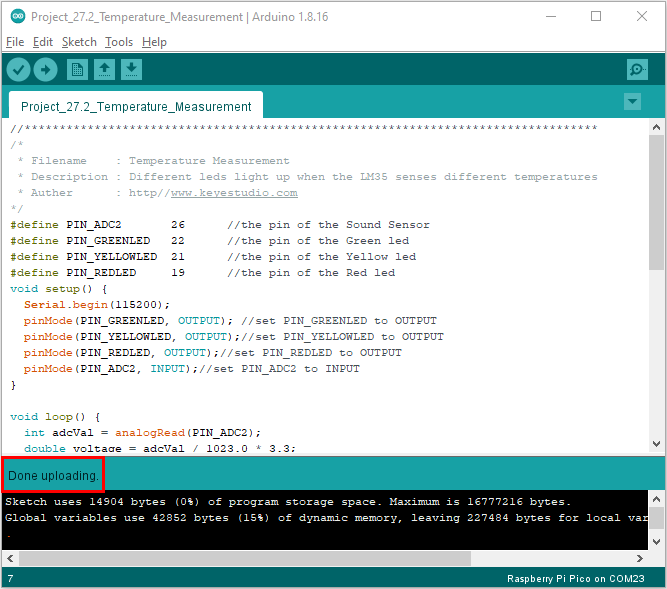 Project_27.2_Temperature_Measurement | Arduino 1.8.16
File Edit Sketch Tools Help
Project_27.2_Temperature_Measurement
//**********************************************************************************
/*
 * Filename    : Temperature Measurement
 * Description : Different leds light up when the LM35 senses different temperatures
 * Auther      : http//www.keyestudio.com
*/
#define PIN_ADC2       26      //the pin of the Sound Sensor
#define PIN_GREENLED   22      //the pin of the Green led
#define PIN_YELLOWLED  21      //the pin of the Yellow led
#define PIN_REDLED     19      //the pin of the Red led
void setup() {
  Serial.begin(115200);
  pinMode(PIN_GREENLED, OUTPUT); //set PIN_GREENLED to OUTPUT
  pinMode(PIN_YELLOWLED, OUTPUT);//set PIN_YELLOWLED to OUTPUT
  pinMode(PIN_REDLED, OUTPUT);//set PIN_REDLED to OUTPUT
  pinMode(PIN_ADC2, INPUT);//set PIN_ADC2 to INPUT
}
void loop() {
  int adcVal = analogRead(PIN_ADC2);
  double voltage = adcVal / 1023.0 * 3.3;
Done uploading.
Sketch uses 14904 bytes (0%) of program storage space. Maximum is 16777216 bytes.
Global variables use 42852 bytes (15%) of dynamic memory, leaving 227484 bytes for local var
.
7 Raspberry Pi Pico on COM23